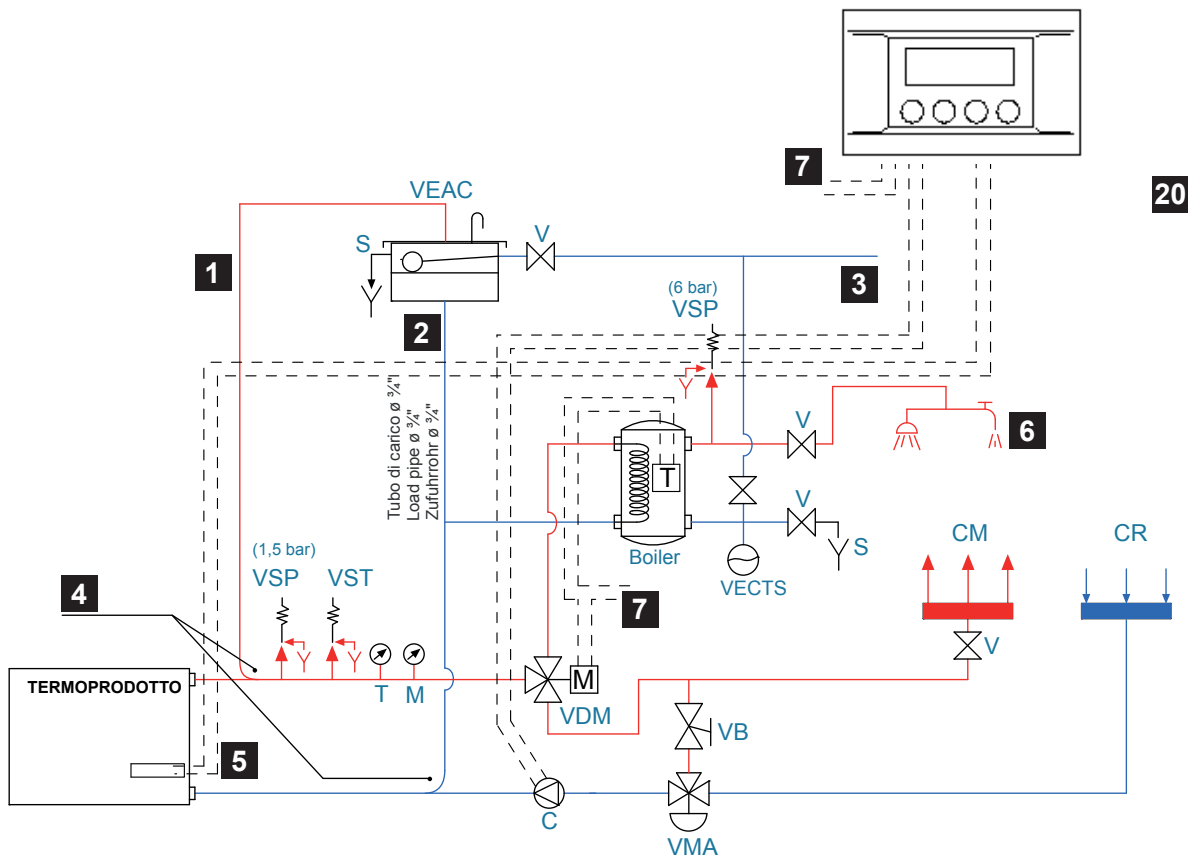 7
20
VEAC
S
V
1
3
(6 bar)
VSP
2
Tubo di carico ø ¾"
Load pipe ø ¾"
Zufuhrrohr ø ¾"
V
6
T
V
Boiler
S
VECTS
CM
CR
(1,5 bar)
VSP
VST
4
7
V
TERMOPRODOTTO
T
M
M
VDM
VB
5
C
VMA